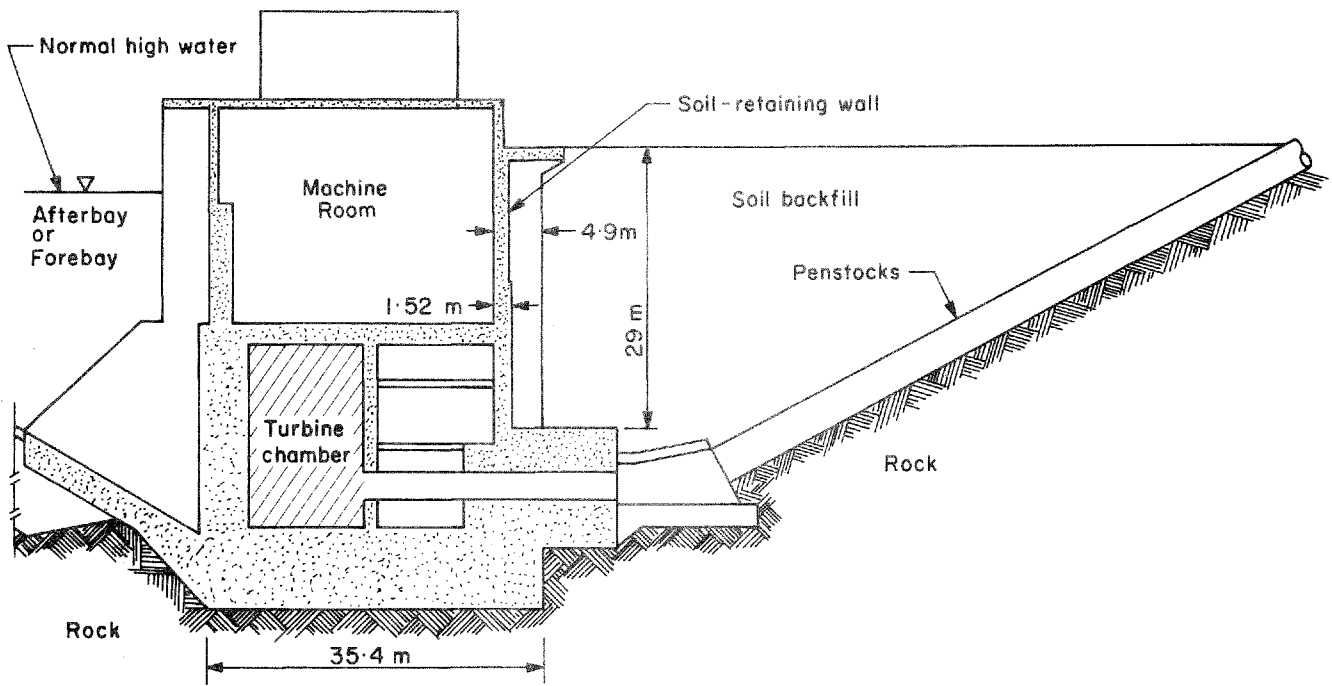 Normal high water
Soil-retaining wall
Machine
Room
Soil backfill
Afterbay
or
Forebay
4·9m
Penstocks
1·52 m
29 m
Turbine
chamber
Rock
Rock
35·4 m